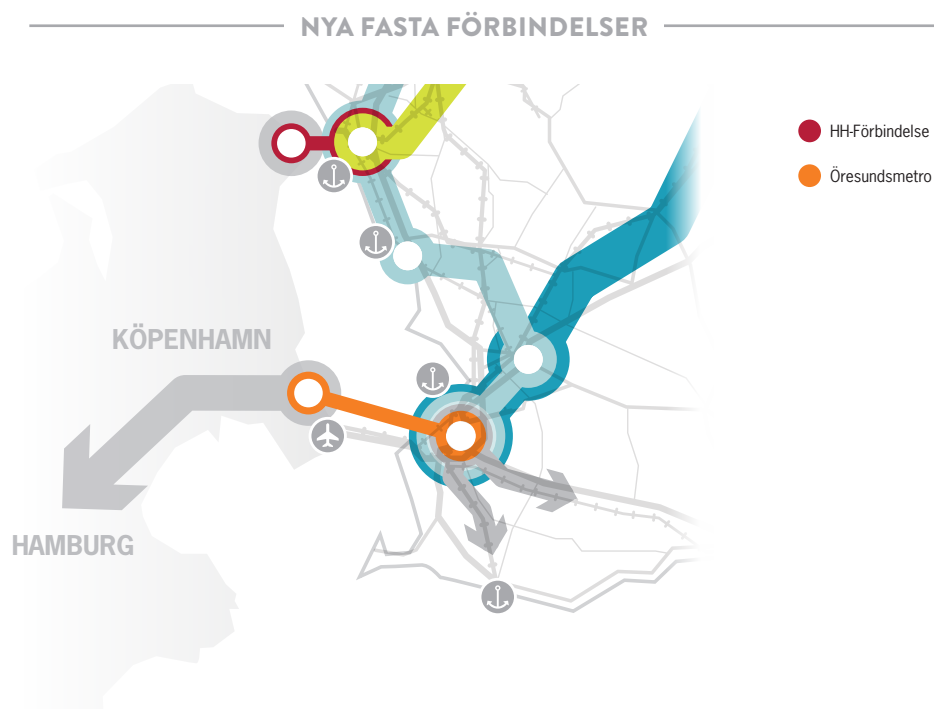 NYA FASTA FÖRBINDELSER
HH-Förbindelse
Öresundsmetro
KÖPENHAMN
HAMBURG